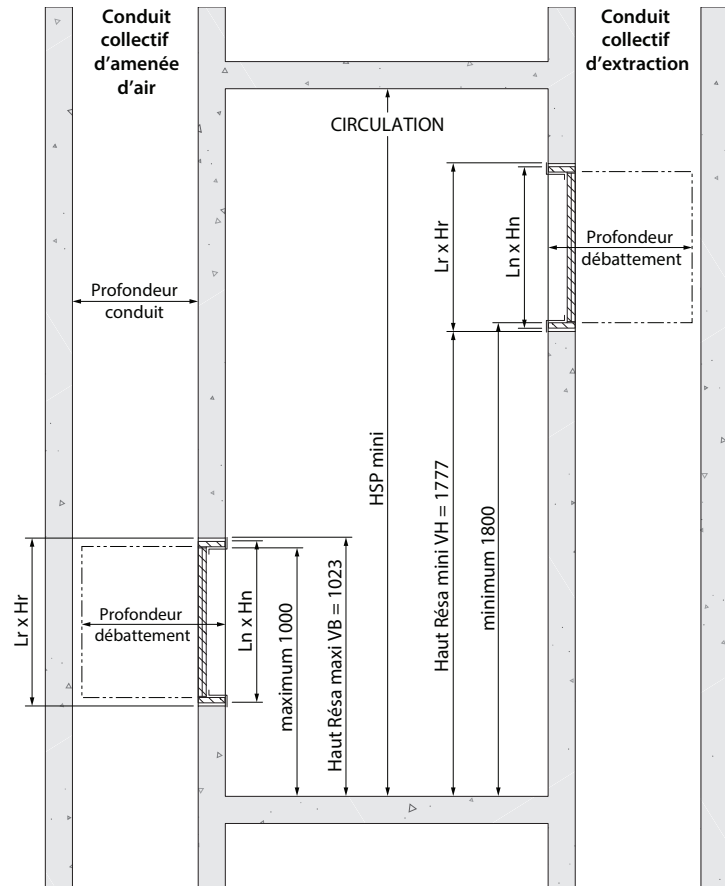 Conduit
collectif
d'amenée
d'air
Conduit
collectif
d'extraction
CIRCULATION
Lr x Hr
Ln x Hn
Profondeur
débattement
Profondeur
conduit
HSP mini
Haut Résa mini VH = 1777
minimum 1800
Lr x Hr
Profondeur
débattement
Ln x Hn
maximum 1000
Haut Résa maxi VB = 1023